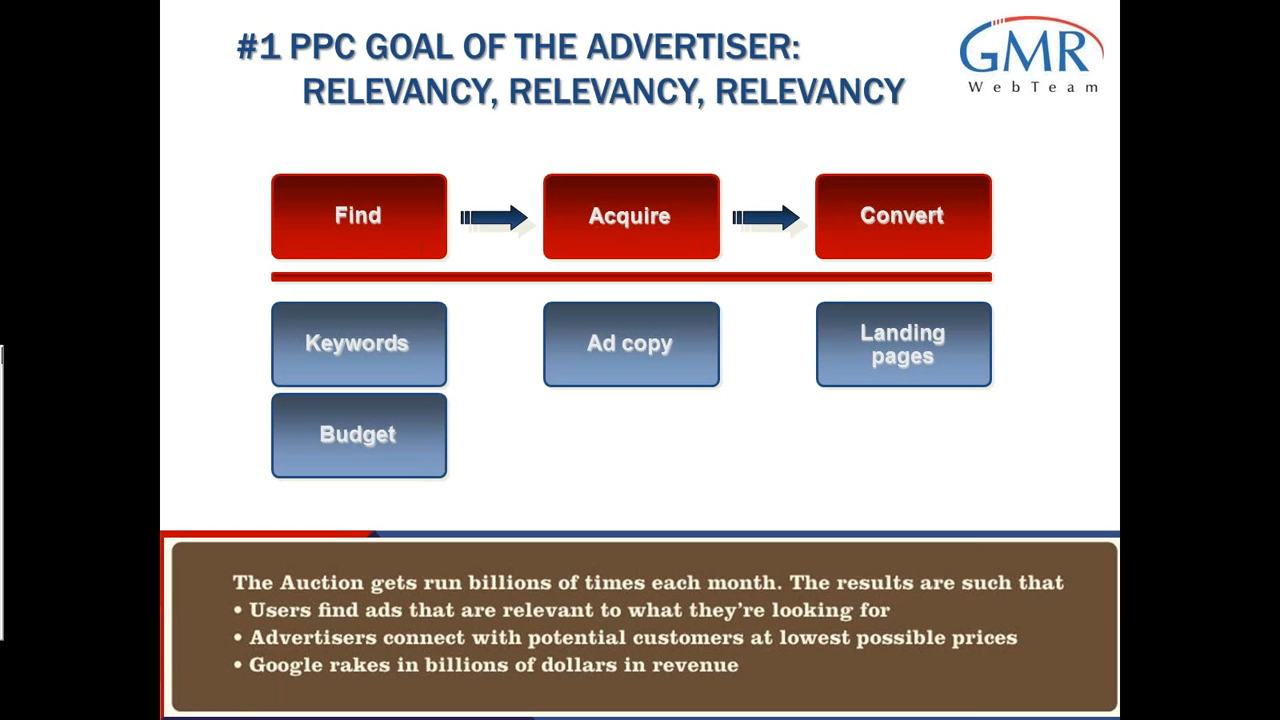 #1 PPC GOAL OF THE ADVERTISER:
RELEVANCY, RELEVANCY, RELEVANCY
GMR
WebTeam
Find
Acquire
Convert
Keywords
Ad copy
Landing
pages
Budget
The Auction gets run billions of times each month. The results are such that
• Users find ads that are relevant to what they're looking for
• Advertisers connect with potential customers at lowest possible prices
• Google rakes in billions of dollars in revenue